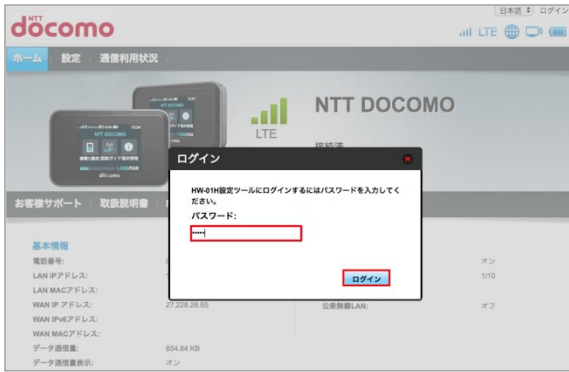 日本語 ログイン
NTT
döcomo
LTE
ホーム 設定 通信利用状況
NTT DOCOMO
LTE
ログイン
HW-01H設定ツールにログインするにはパスワードを入力してく
ださい。
パスワード:
ログイン
お客様サポート 取扱説明書
基本情報
電話番号:
オン
LAN IPアドレス:
1/10
LAN MACアドレス:
WAN IP アドレス: 27.228.28.65
公衆無線LAN: オフ
WAN IPv6アドレス:
WAN MACアドレス:
データ通信量: 854.84 KB
データ通信量表示: オン